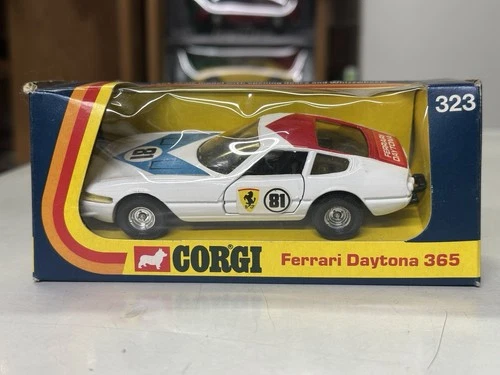 323
81
FERRARI
DAYTONA
81
CORGI®
Ferrari Daytona 365